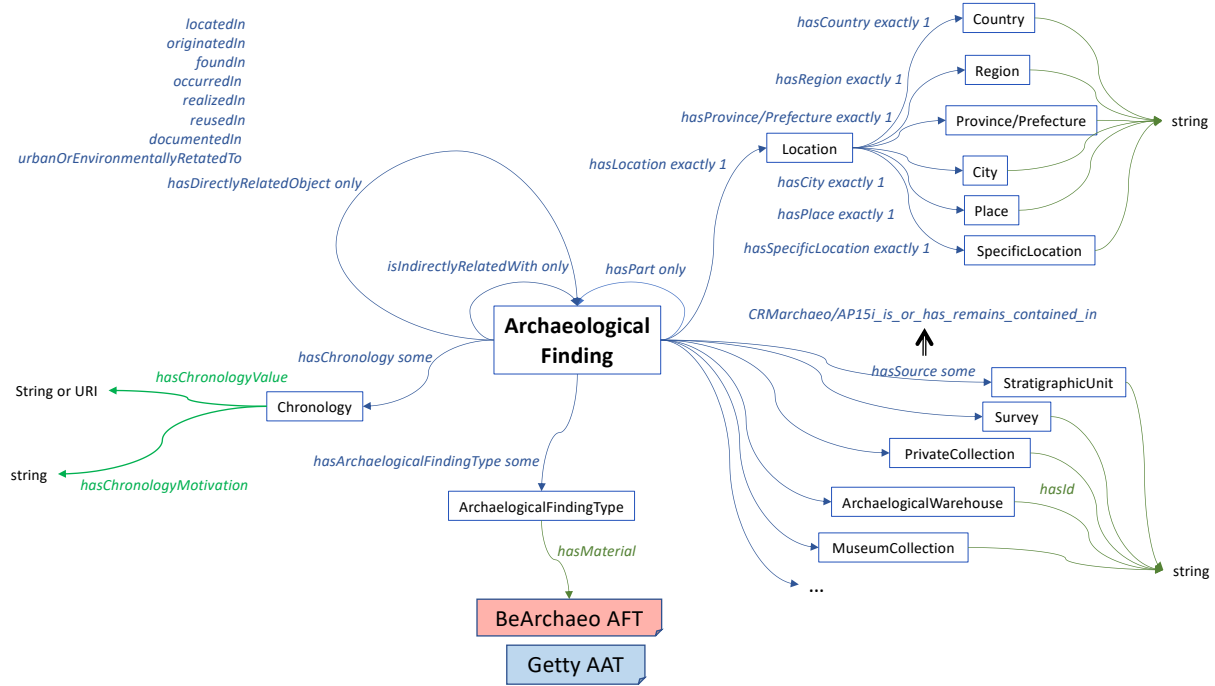 locatedIn
originatedIn
foundIn
occurredIn
realizedIn
reusedIn
documentedIn
urbanOrEnvironmentallyRetatedTo
hasDirectlyRelatedObject only
isIndirectlyRelatedWith only
hasPart only
hasLocation exactly 1
Location
hasCountry exactly 1
Country
hasRegion exactly 1
Region
hasProvince/Prefecture exactly 1
Province/Prefecture
hasCity exactly 1
City
hasPlace exactly 1
Place
hasSpecificLocation exactly 1
SpecificLocation
string
Archaeological
Finding
CRMarchaeo/AP15i_is_or_has_remains_contained_in
hasSource some
StratigraphicUnit
Survey
PrivateCollection
ArchaelogicalWarehouse
MuseumCollection
...
hasId
string
hasChronology some
Chronology
hasChronologyValue
String or URI
hasChronologyMotivation
string
hasArchaelogicalFindingType some
ArchaelogicalFindingType
hasMaterial
BeArchaeo AFT
Getty AAT